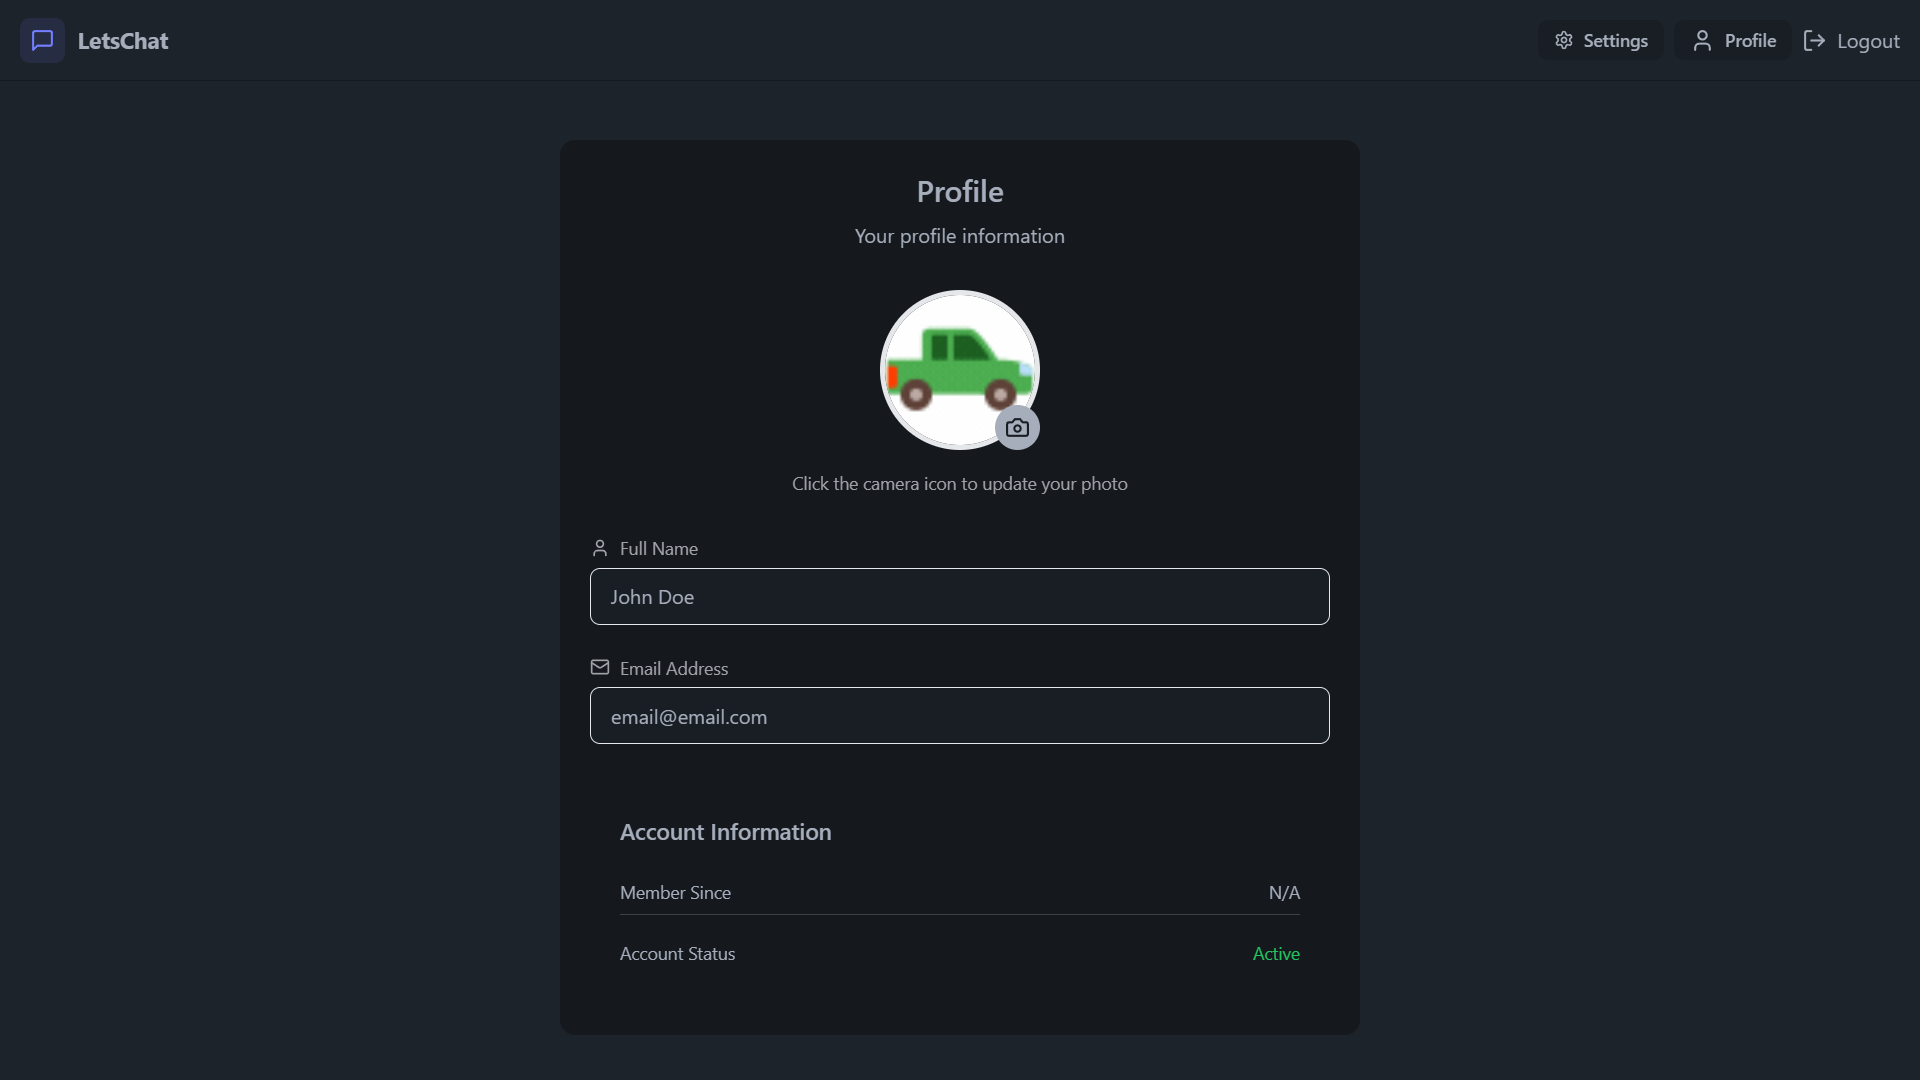 LetsChat
Settings
Profile
Logout
Profile
Your profile information
Click the camera icon to update your photo
Full Name
John Doe
Email Address
email@email.com
Account Information
Member Since
N/A
Account Status
Active